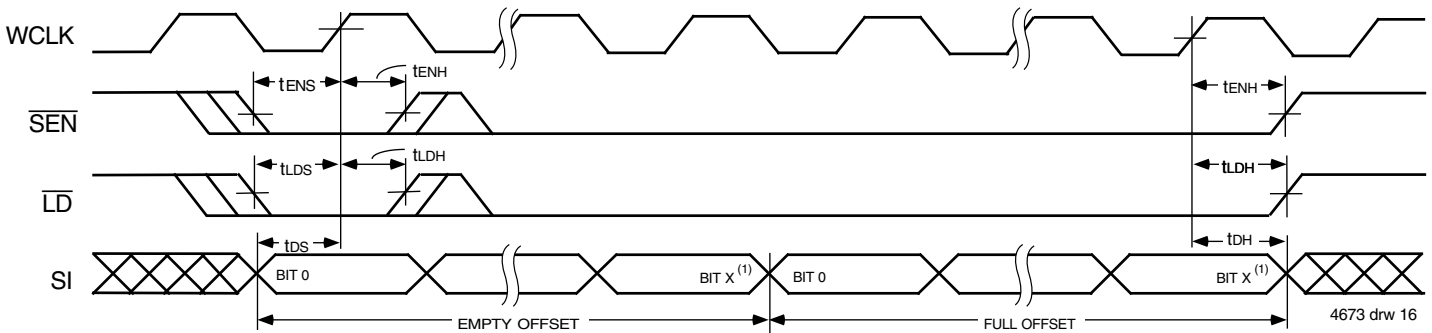 WCLK
tENS
tENH
tENH
SEN
tLDS
tLDH
tLDH
LD
tDS
tDH
SI
BIT 0
BIT X (1)
BIT 0
BIT X (1)
EMPTY OFFSET
FULL OFFSET
4673 drw 16